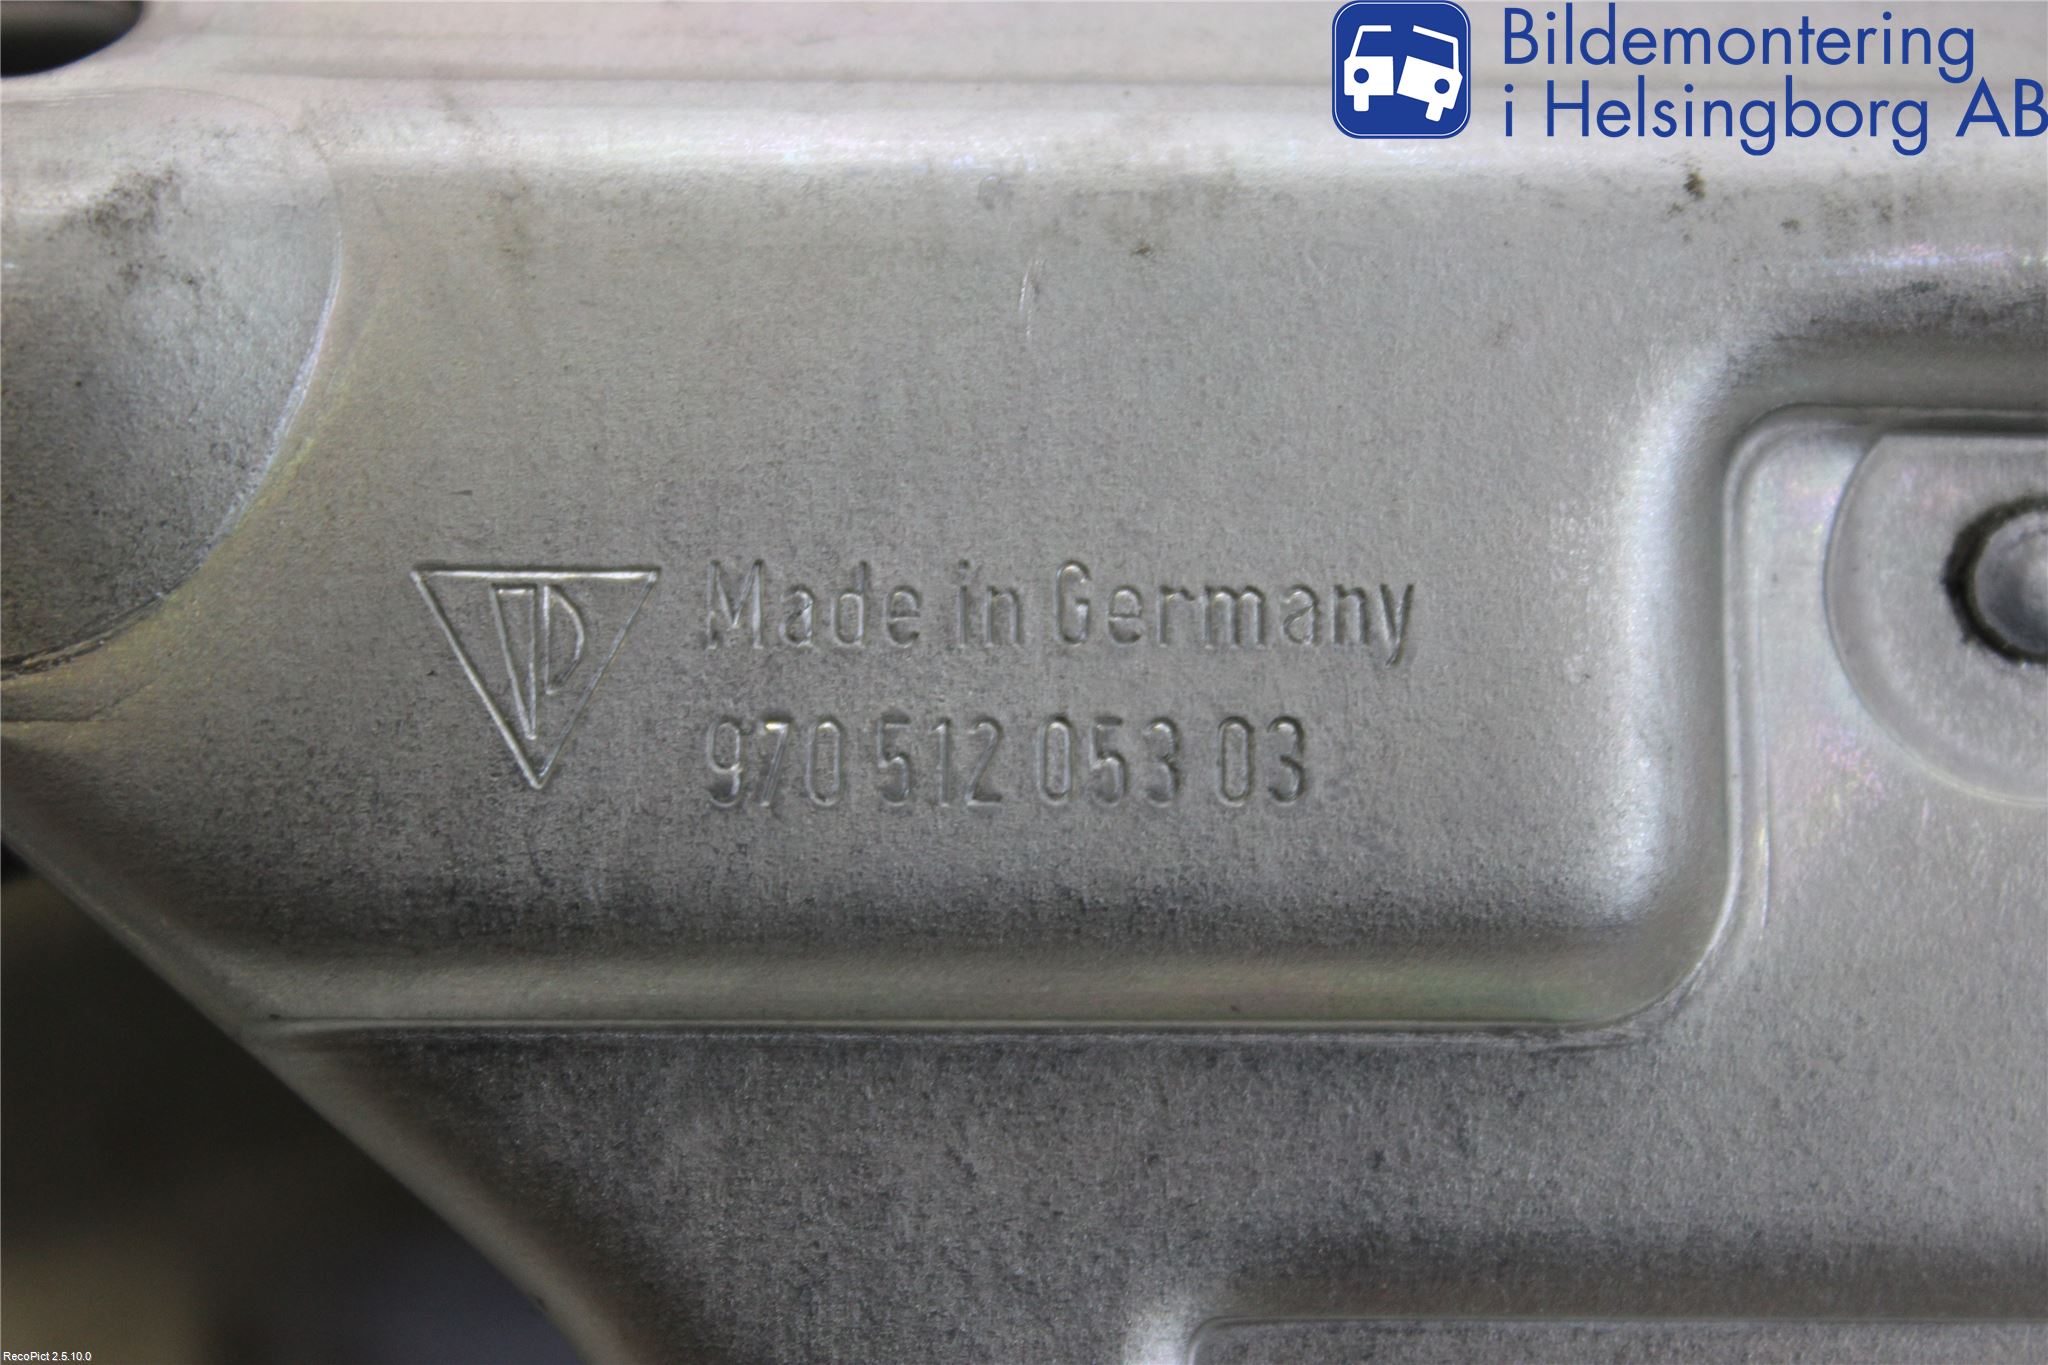 Bildemontering
i Helsingborg AB
Made in Germany
970 512 053 03
RecoPict 2.5.10.0